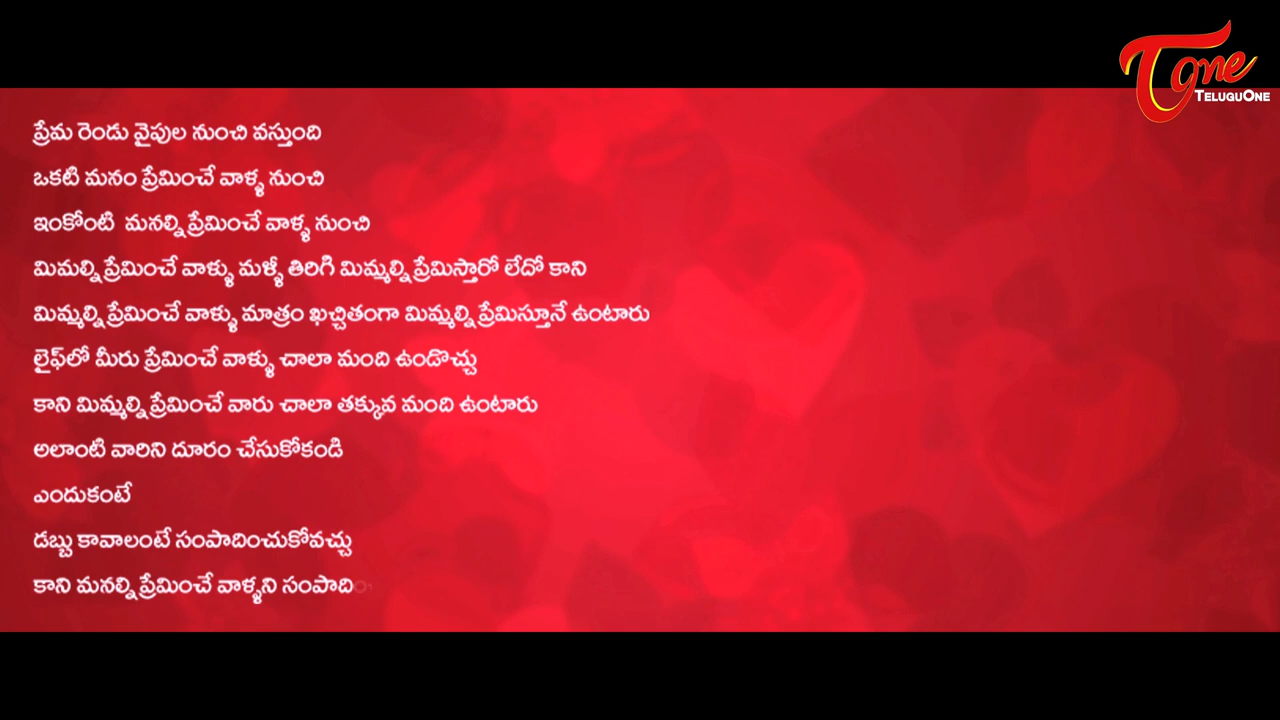 TeluguOne
ప్రేమ రెండు వైపుల నుంచి వస్తుంది
ఒకటి మనం ప్రేమించే వాళ్ళ నుంచి
ఇంకోంటి మనల్ని ప్రేమించే వాళ్ళ నుంచి
మిమల్ని ప్రేమించే వాళ్ళు మళ్ళీ తిరిగి మిమ్మల్ని ప్రేమిస్తారో లేదో కాని
మిమ్మల్ని ప్రేమించే వాళ్ళు మాత్రం ఖచ్చితంగా మిమ్మల్ని ప్రేమిస్తూనే ఉంటారు
లైఫ్‌లో మీరు ప్రేమించే వాళ్ళు చాలా మంది ఉండొచ్చు
కాని మిమ్మల్ని ప్రేమించే వారు చాలా తక్కువ మంది ఉంటారు
అలాంటి వారిని దూరం చేసుకోకండి
ఎందుకంటే
డబ్బు కావాలంటే సంపాదించుకోవచ్చు
కాని మనల్ని ప్రేమించే వాళ్ళని సంపాదిం